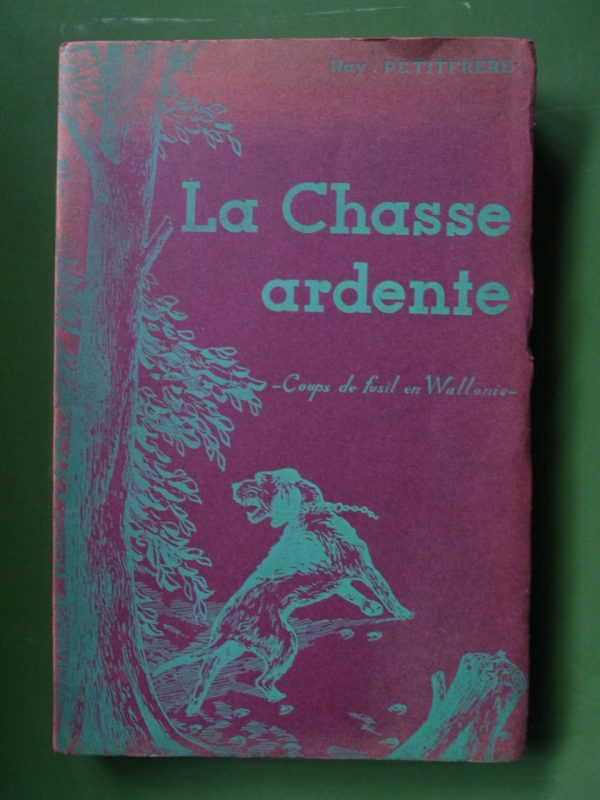 Ray. PETITFRERE
La Chasse
ardente
-Coups de fusil en Wallonie-